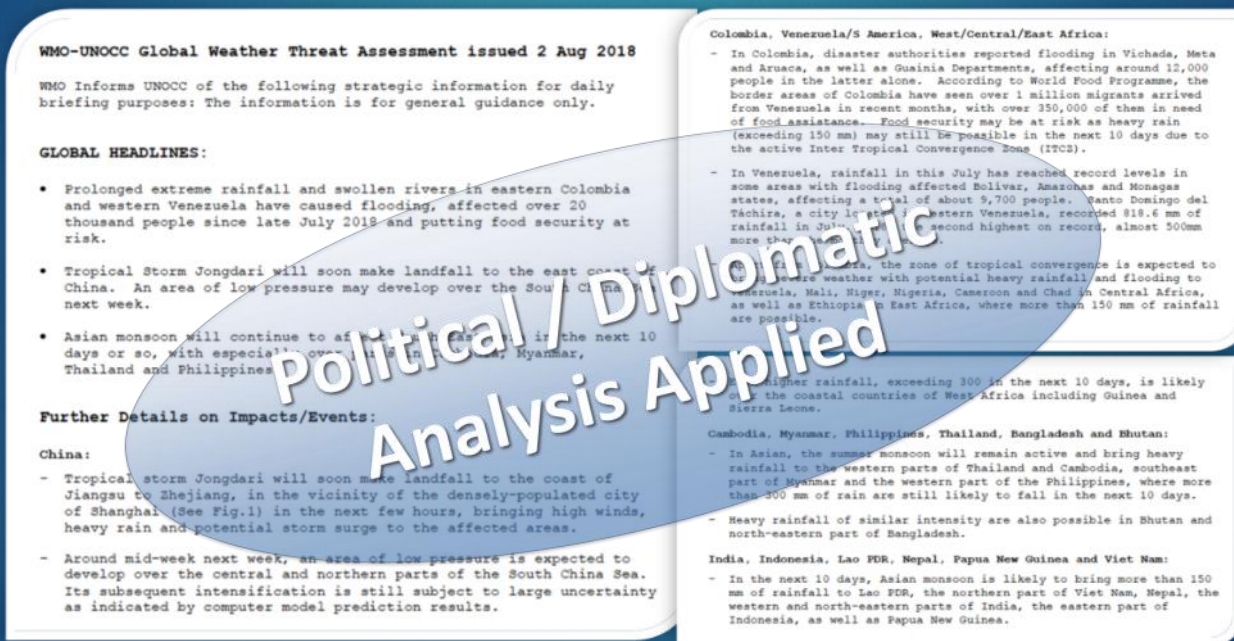 WMO-UNOCC Global Weather Threat Assessment issued 2 Aug 2018
WMO Informs UNOCC of the following strategic information for daily
briefing purposes: The information is for general guidance only.
GLOBAL HEADLINES:
• Prolonged extreme rainfall and swollen rivers in eastern Colombia
and western Venezuela have caused flooding, affected over 20
thousand people since late July 2018 and putting food security at
risk.
• Tropical Storm Jongdari will soon make landfall to the east coast of
China. An area of low pressure may develop over the South China Sea
next week.
• Asian monsoon will continue to in the next 10
days or so, with especially over Myanmar,
Thailand and Philippines
Further Details on Impacts/Events:
China:
- Tropical storm Jongdari will soon make landfall to the coast of
Jiangsu to Zhejiang, in the vicinity of the densely-populated city
of Shanghai (See Fig.1) in the next few hours, bringing high winds,
heavy rain and potential storm surge to the affected areas.
- Around mid-week next week, an area of low pressure is expected to
develop over the central and northern parts of the South China Sea.
Its subsequent intensification is still subject to large uncertainty
as indicated by computer model prediction results.
Colombia, Venezuela/S America, West/Central/East Africa:
- In Colombia, disaster authorities reported flooding in Vichada, Meta
and Aruaca, as well as Guainia Departments, affecting around 12,000
people in the latter alone. According to World Food Programme, the
border areas of Colombia have seen over 1 million migrants arrived
from Venezuela in recent months, with over 350,000 of them in need
of food assistance. Food security may be at risk as heavy rain
(exceeding 150 mm) may still be possible in the next 10 days due to
the active Inter Tropical Convergence Zone (ITCZ).
- In Venezuela, rainfall in this July has reached record levels in
some areas with flooding affected Bolivar, Amazonas and Monagas
states, affecting a total of about 9,700 people. Santo Domingo del
Táchira, a city western Venezuela, recorded 818.6 mm of
rainfall in July, second highest on record, almost 500mm
more than
the zone of tropical convergence is expected to
severe weather with potential heavy rainfall and flooding to
Venezuela, Mali, Niger, Nigeria, Cameroon and Chad in Central Africa,
as well as Ethiopia in East Africa, where more than 150 mm of rainfall
are possible.
higher rainfall, exceeding 300 in the next 10 days, is likely
over the coastal countries of West Africa including Guinea and
Sierra Leone.
Cambodia, Myanmar, Philippines, Thailand, Bangladesh and Bhutan:
- In Asian, the summer monsoon will remain active and bring heavy
rainfall to the western parts of Thailand and Cambodia, southeast
part of Myanmar and the western part of the Philippines, where more
than 300 mm of rain are still likely to fall in the next 10 days.
- Heavy rainfall of similar intensity are also possible in Bhutan and
north-eastern part of Bangladesh.
India, Indonesia, Lao PDR, Nepal, Papua New Guinea and Viet Nam:
- In the next 10 days, Asian monsoon is likely to bring more than 150
mm of rainfall to Lao PDR, the northern part of Viet Nam, Nepal, the
western and north-eastern parts of India, the eastern part of
Indonesia, as well as Papua New Guinea.
Political / Diplomatic
Analysis Applied